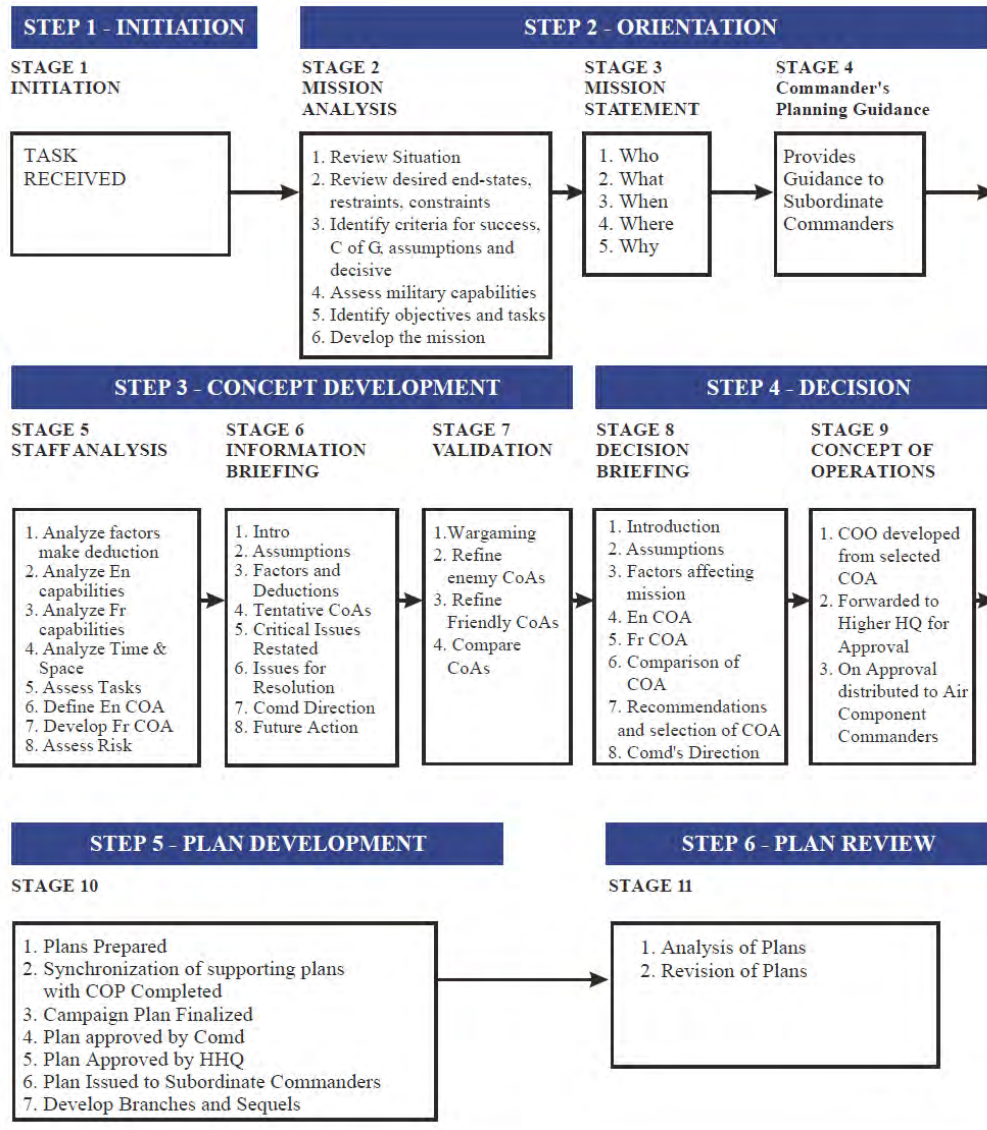 STEP 1 - INITIATION
STEP 2 - ORIENTATION
STAGE 1
INITIATION
STAGE 2
MISSION
ANALYSIS
STAGE 3
MISSION
STATEMENT
STAGE 4
Commander's
Planning Guidance
TASK
RECEIVED
1. Review Situation
2. Review desired end-states,
restraints, constraints
3. Identify criteria for success,
C of G, assumptions and
decisive
4. Assess military capabilities
5. Identify objectives and tasks
6. Develop the mission
1. Who
2. What
3. When
4. Where
5. Why
Provides
Guidance to
Subordinate
Commanders
STEP 3 - CONCEPT DEVELOPMENT
STEP 4 - DECISION
STAGE 5
STAFF ANALYSIS
STAGE 6
INFORMATION
BRIEFING
STAGE 7
VALIDATION
STAGE 8
DECISION
BRIEFING
STAGE 9
CONCEPT OF
OPERATIONS
1. Analyze factors
make deduction
2. Analyze En
capabilities
3. Analyze Fr
capabilities
4. Analyze Time &
Space
5. Assess Tasks
6. Define En COA
7. Develop Fr COA
8. Assess Risk
1. Intro
2. Assumptions
3. Factors and
Deductions
4. Tentative CoAs
5. Critical Issues
Restated
6. Issues for
Resolution
7. Comd Direction
8. Future Action
1.Wargaming
2. Refine
enemy CoAs
3. Refine
Friendly CoAs
4. Compare
CoAs
1. Introduction
2. Assumptions
3. Factors affecting
mission
4. En COA
5. Fr COA
6. Comparison of
COA
7. Recommendations
and selection of COA
8. Comd's Direction
1. COO developed
from selected
COA
2. Forwarded to
Higher HQ for
Approval
3. On Approval
distributed to Air
Component
Commanders
STEP 5 - PLAN DEVELOPMENT
STEP 6 - PLAN REVIEW
STAGE 10
STAGE 11
1. Plans Prepared
2. Synchronization of supporting plans
with COP Completed
3. Campaign Plan Finalized
4. Plan approved by Comd
5. Plan Approved by HHQ
6. Plan Issued to Subordinate Commanders
7. Develop Branches and Sequels
1. Analysis of Plans
2. Revision of Plans